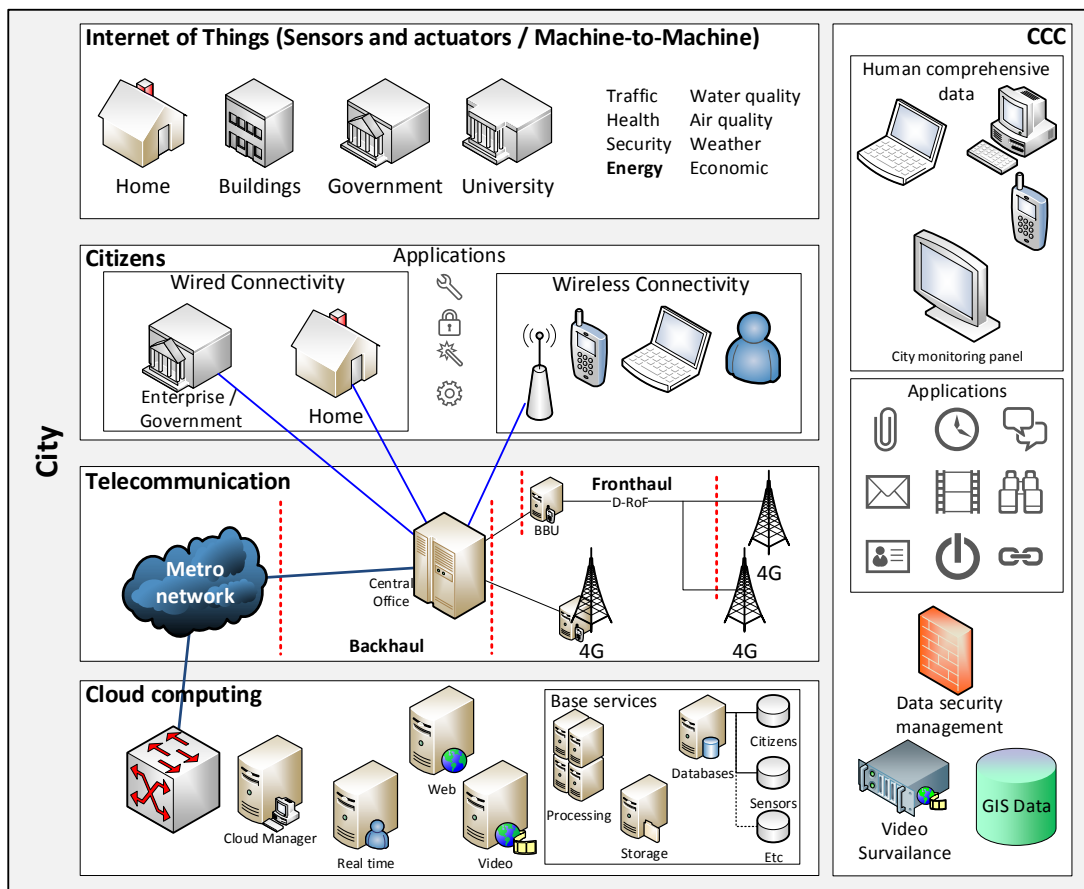 City
Internet of Things (Sensors and actuators / Machine-to-Machine)
Home
Buildings
Government
University
Traffic
Health
Security
Energy
Water quality
Air quality
Weather
Economic
Citizens
Applications
Wired Connectivity
Enterprise /
Government
Home
Wireless Connectivity
Telecommunication
Metro
network
Central
Office
Backhaul
BBU
Fronthaul
D-RoF
4G
4G
4G
Cloud computing
Cloud Manager
Real time
Web
Video
Base services
Processing
Storage
Databases
Citizens
Sensors
Etc
CCC
Human comprehensive
data
City monitoring panel
Applications
Data security
management
Video
Survailance
GIS Data